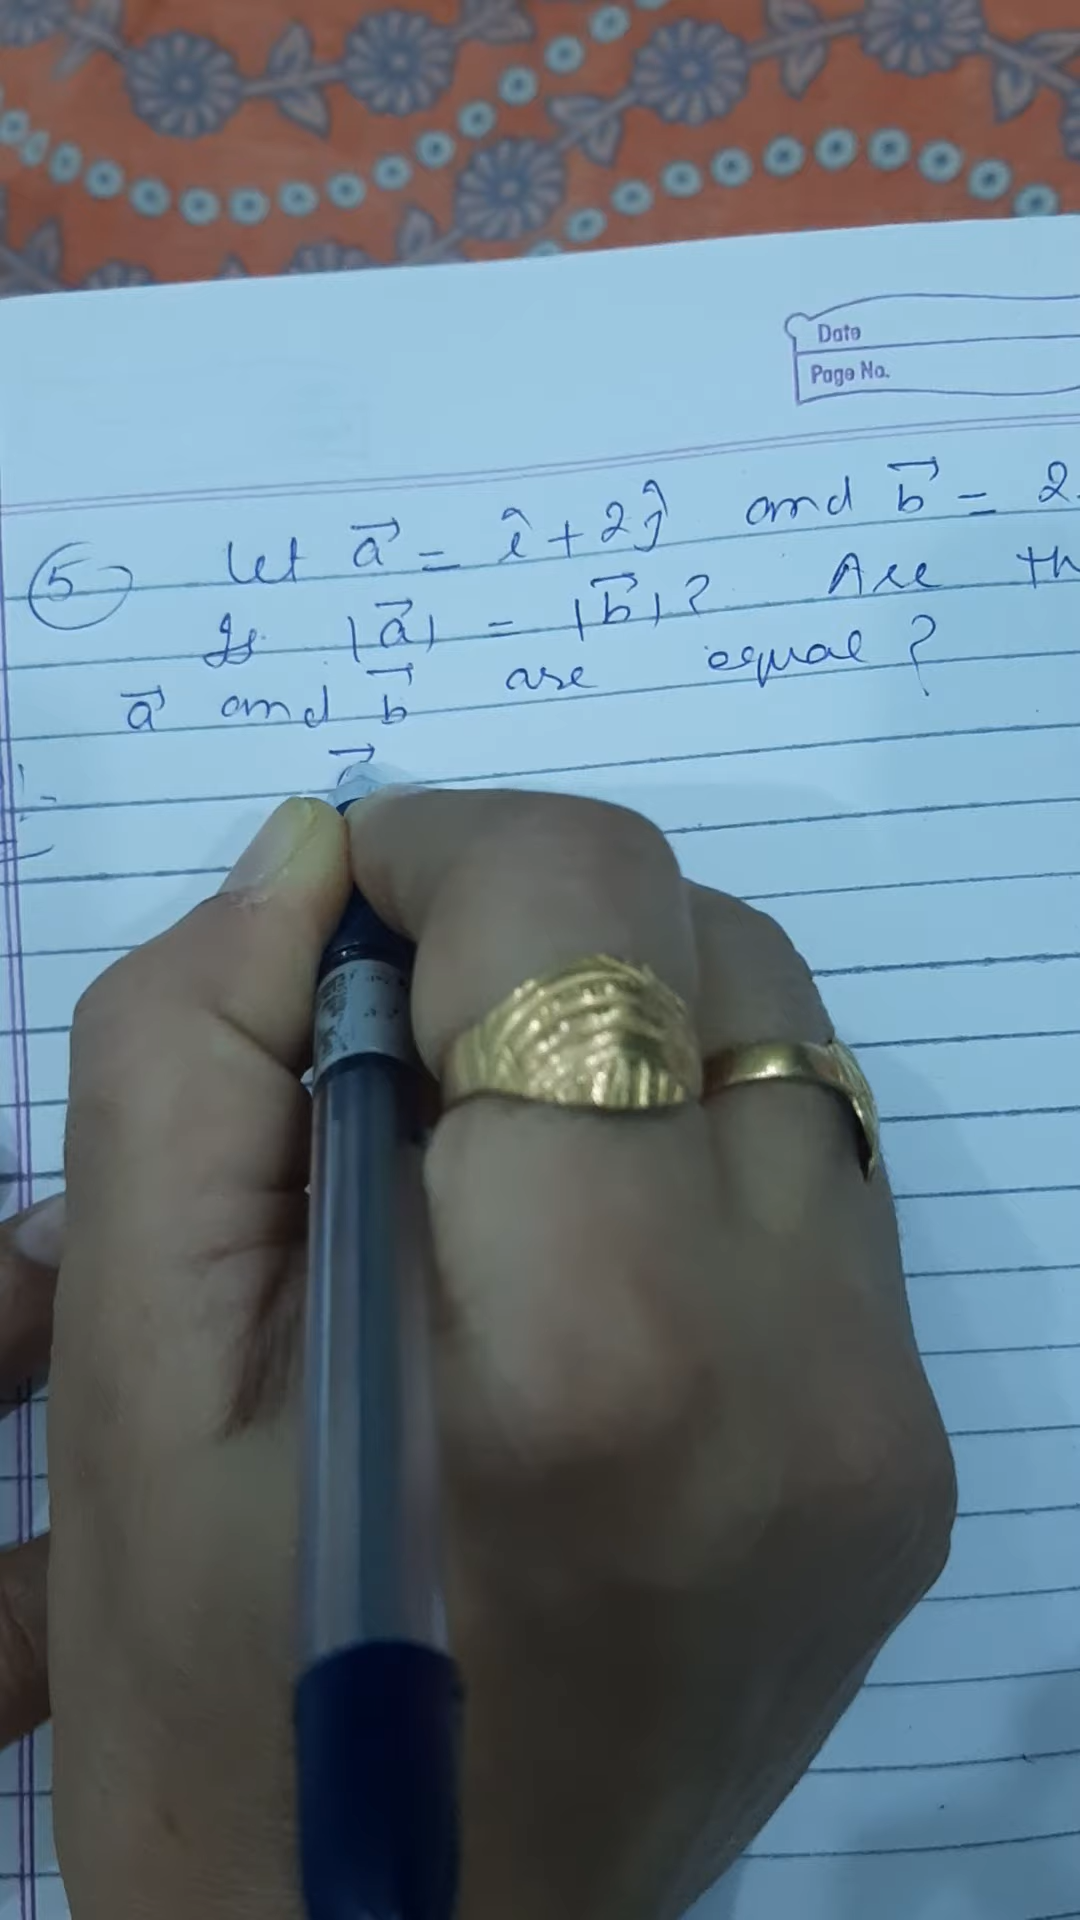 Date
Page No.
5 Let a⃗ = î + 2ĵ and b⃗ = 2
Is |a⃗| = |b⃗| ? Are th
a⃗ and b⃗ are equal ?